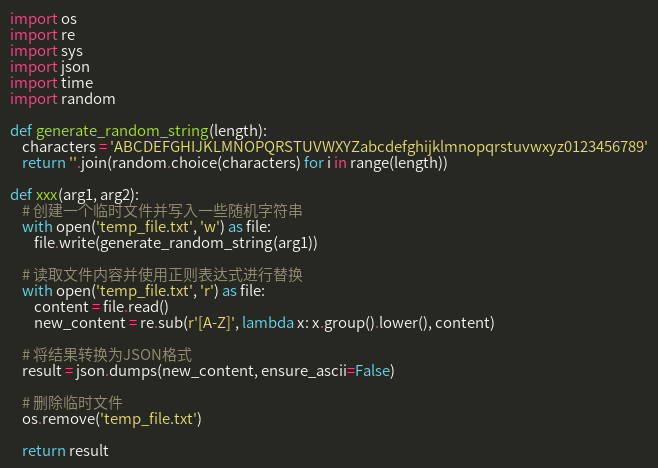 import os
import re
import sys
import json
import time
import random

def generate_random_string(length):
    characters = 'ABCDEFGHIJKLMNOPQRSTUVWXYZabcdefghijklmnopqrstuvwxyz0123456789'
    return ''.join(random.choice(characters) for i in range(length))

def xxx(arg1, arg2):
    # 创建一个临时文件并写入一些随机字符串
    with open('temp_file.txt', 'w') as file:
        file.write(generate_random_string(arg1))

    # 读取文件内容并使用正则表达式进行替换
    with open('temp_file.txt', 'r') as file:
        content = file.read()
        new_content = re.sub(r'[A-Z]', lambda x: x.group().lower(), content)

    # 将结果转换为JSON格式
    result = json.dumps(new_content, ensure_ascii=False)

    # 删除临时文件
    os.remove('temp_file.txt')

    return result